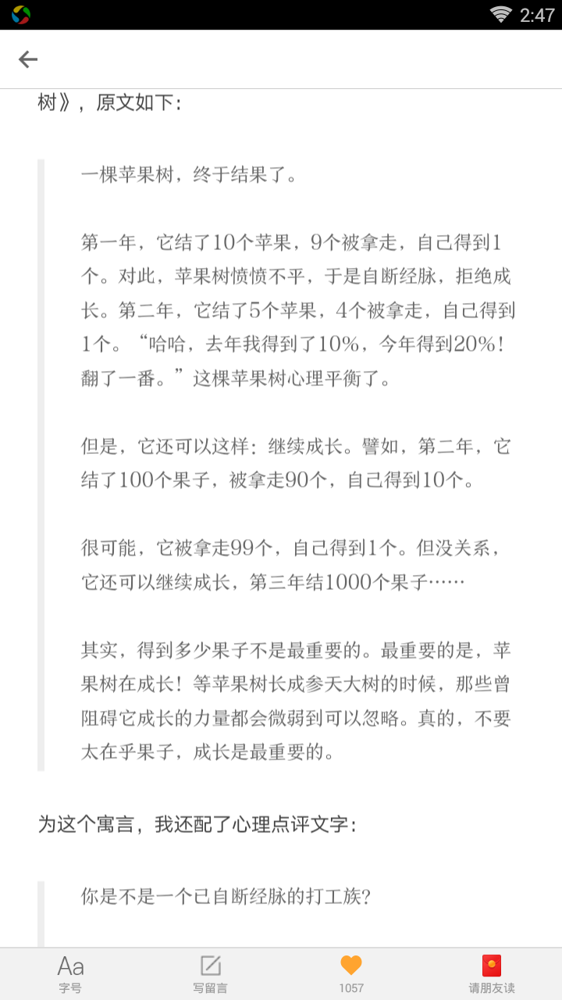 2:47
树》，原文如下：
一棵苹果树，终于结果了。
第一年，它结了10个苹果，9个被拿走，自己得到1
个。对此，苹果树愤愤不平，于是自断经脉，拒绝成
长。第二年，它结了5个苹果，4个被拿走，自己得到
1个。“哈哈，去年我得到了10%，今年得到20%！
翻了一番。”这棵苹果树心理平衡了。
但是，它还可以这样：继续成长。譬如，第二年，它
结了100个果子，被拿走90个，自己得到10个。
很可能，它被拿走99个，自己得到1个。但没关系，
它还可以继续成长，第三年结1000个果子……
其实，得到多少果子不是最重要的。最重要的是，苹
果树在成长！等苹果树长成参天大树的时候，那些曾
阻碍它成长的力量都会微弱到可以忽略。真的，不要
太在乎果子，成长是最重要的。
为这个寓言，我还配了心理点评文字：
你是不是一个已自断经脉的打工族？
Aa
字号
写留言
1057
请朋友读